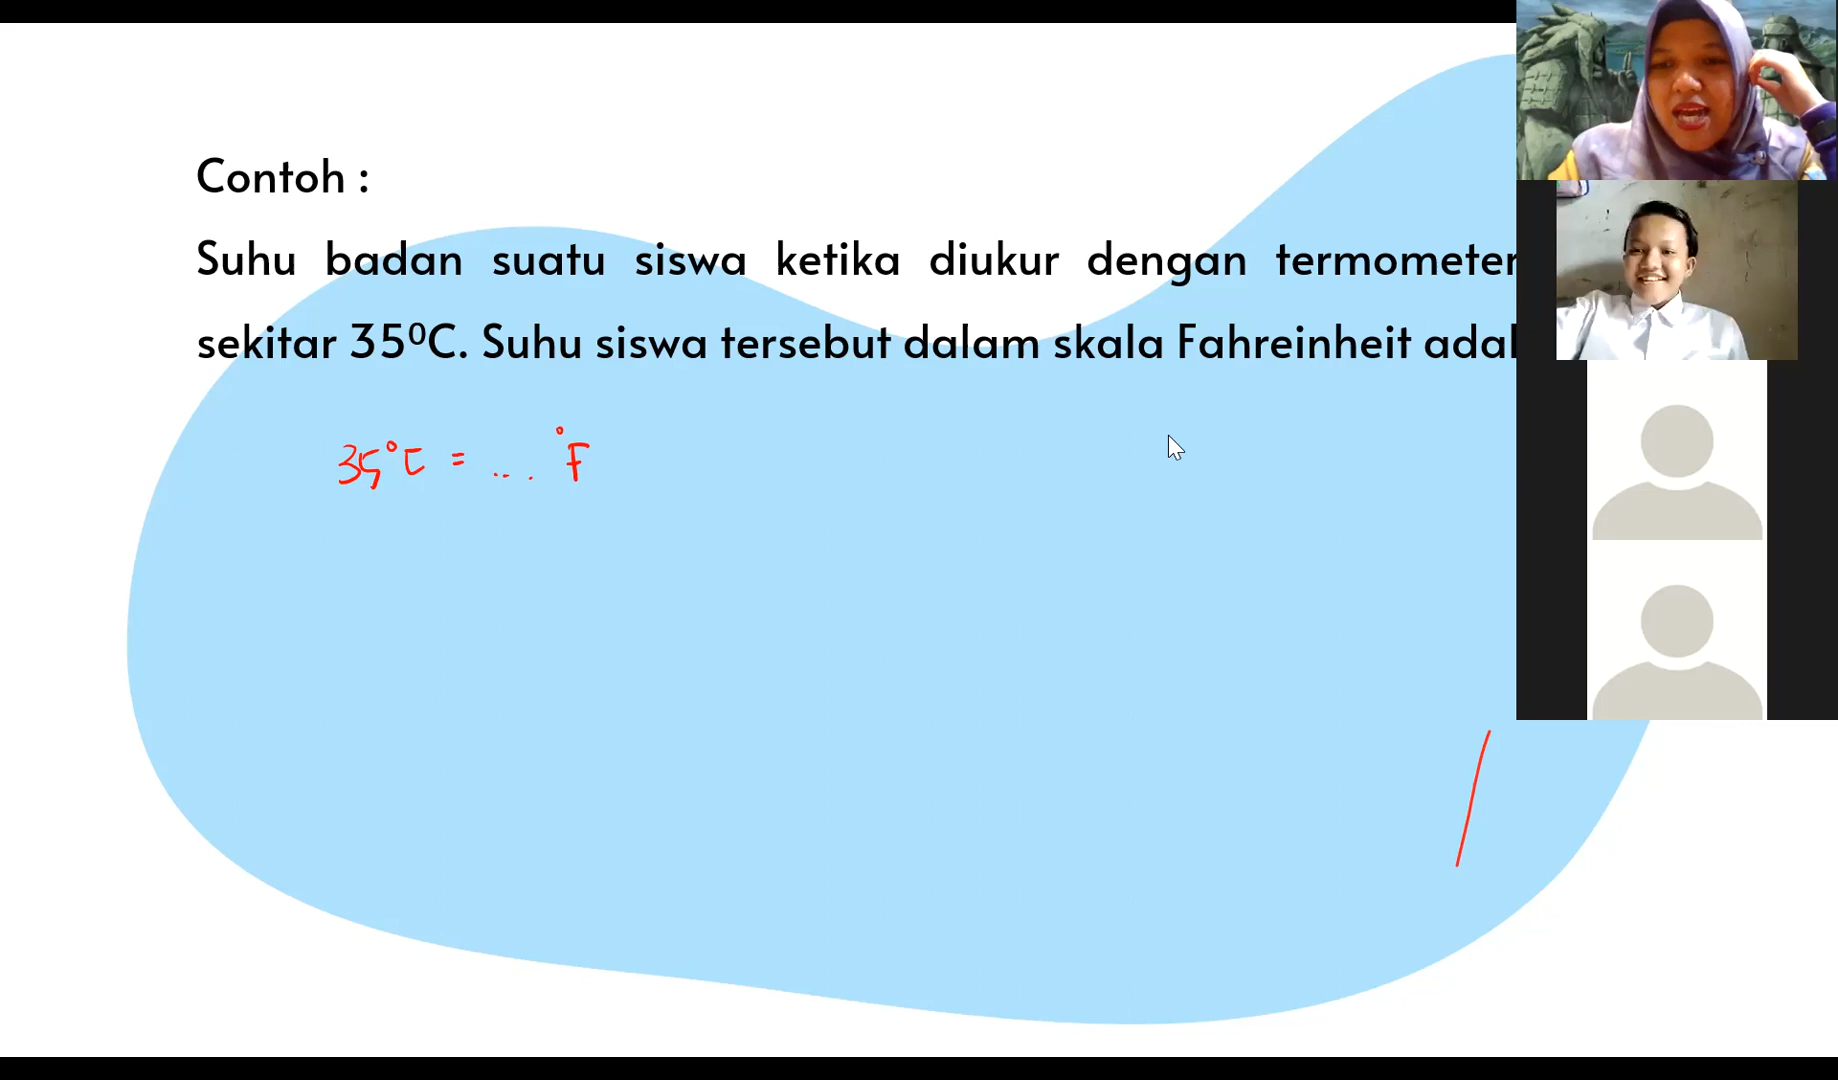 Contoh :
Suhu badan suatu siswa ketika diukur dengan termometer
sekitar 35⁰C. Suhu siswa tersebut dalam skala Fahreinheit adal
35°C = ... °F